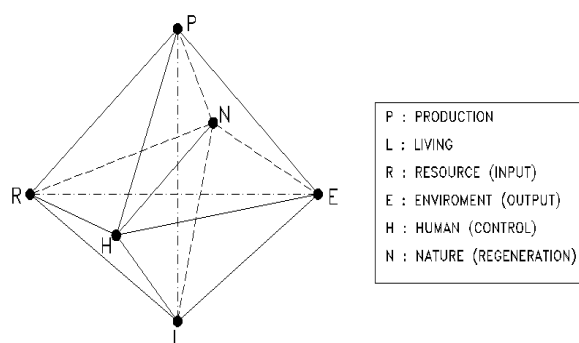 P
N
R
E
H
L
P : PRODUCTION
L : LIVING
R : RESOURCE (INPUT)
E : ENVIROMENT (OUTPUT)
H : HUMAN (CONTROL)
N : NATURE (REGENERATION)